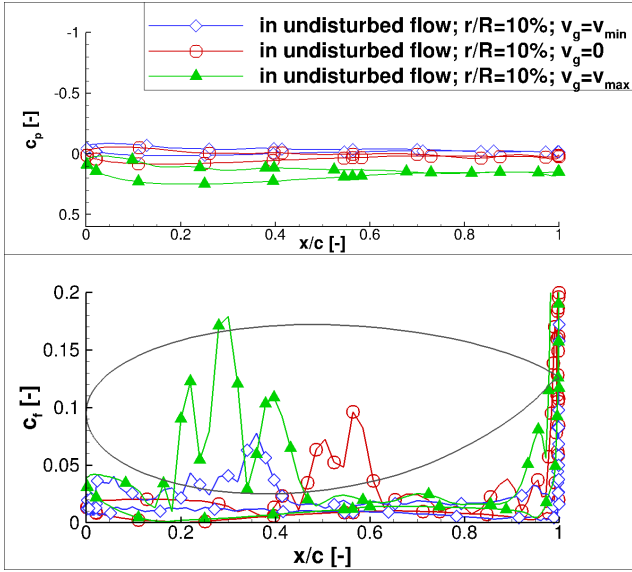 in undisturbed flow; r/R=10%; v_g=v_min
in undisturbed flow; r/R=10%; v_g=0
in undisturbed flow; r/R=10%; v_g=v_max
-1
-0.5
0
0.5
c_p [-]
0 0.2 0.4 0.6 0.8 1
x/c [-]
0.2
0.15
0.1
0.05
0
c_f [-]
0 0.2 0.4 0.6 0.8 1
x/c [-]